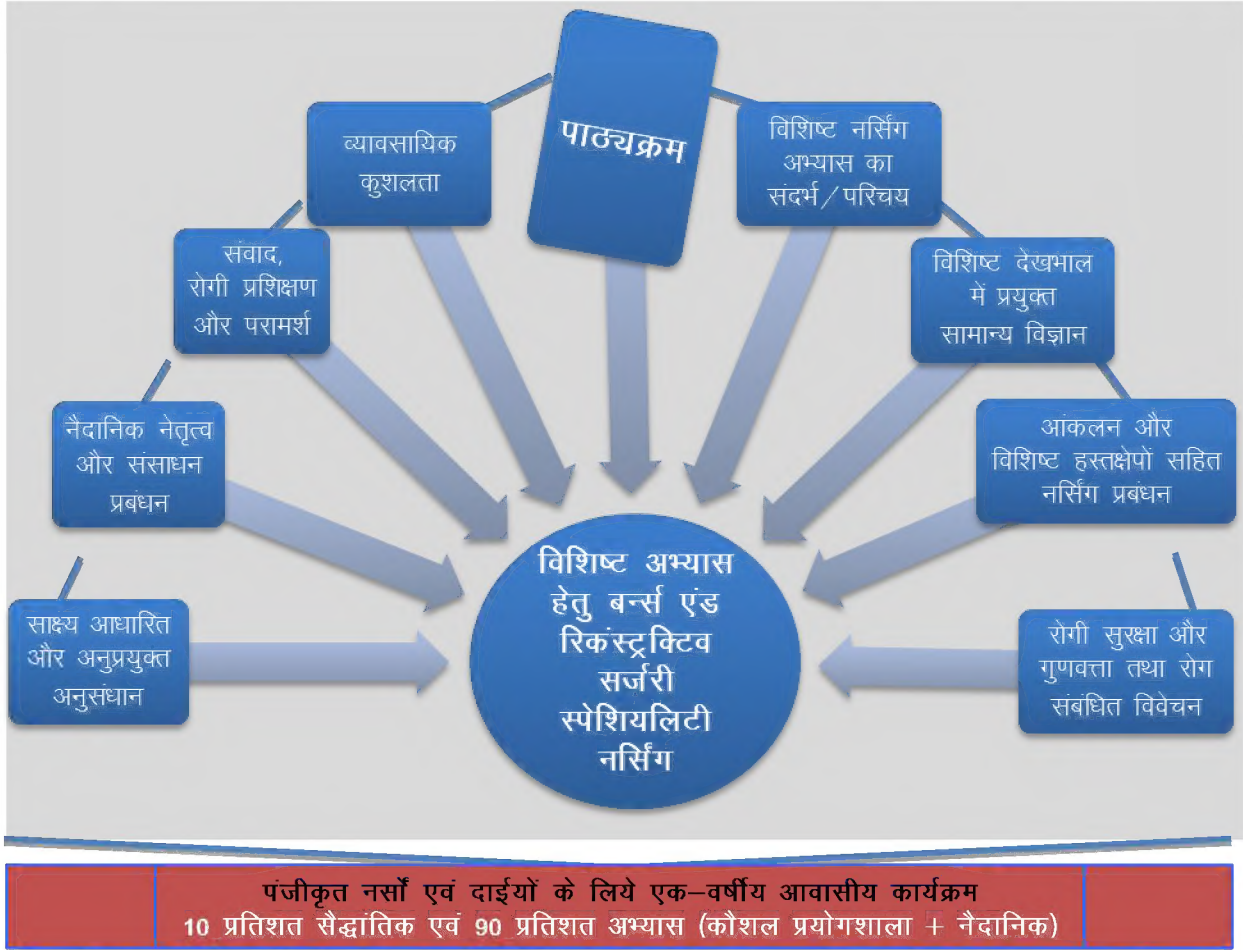 पाठ्यक्रम
व्यावसायिक
कुशलता
विशिष्ट नर्सिंग
अभ्यास का
संदर्भ/परिचय
संवाद,
रोगी प्रशिक्षण
और परामर्श
विशिष्ट देखभाल
में प्रयुक्त
सामान्य विज्ञान
नैदानिक नेतृत्व
और संसाधन
प्रबंधन
आंकलन और
विशिष्ट हस्तक्षेपों सहित
नर्सिंग प्रबंधन
साक्ष्य आधारित
और अनुप्रयुक्त
अनुसंधान
रोगी सुरक्षा और
गुणवत्ता तथा रोग
संबंधित विवेचन
विशिष्ट अभ्यास
हेतु बर्न्स एंड
रिकंस्ट्रक्टिव
सर्जरी
स्पेशियलिटी
नर्सिंग
पंजीकृत नर्सों एवं दाईयों के लिये एक–वर्षीय आवासीय कार्यक्रम
10 प्रतिशत सैद्धांतिक एवं 90 प्रतिशत अभ्यास (कौशल प्रयोगशाला + नैदानिक)